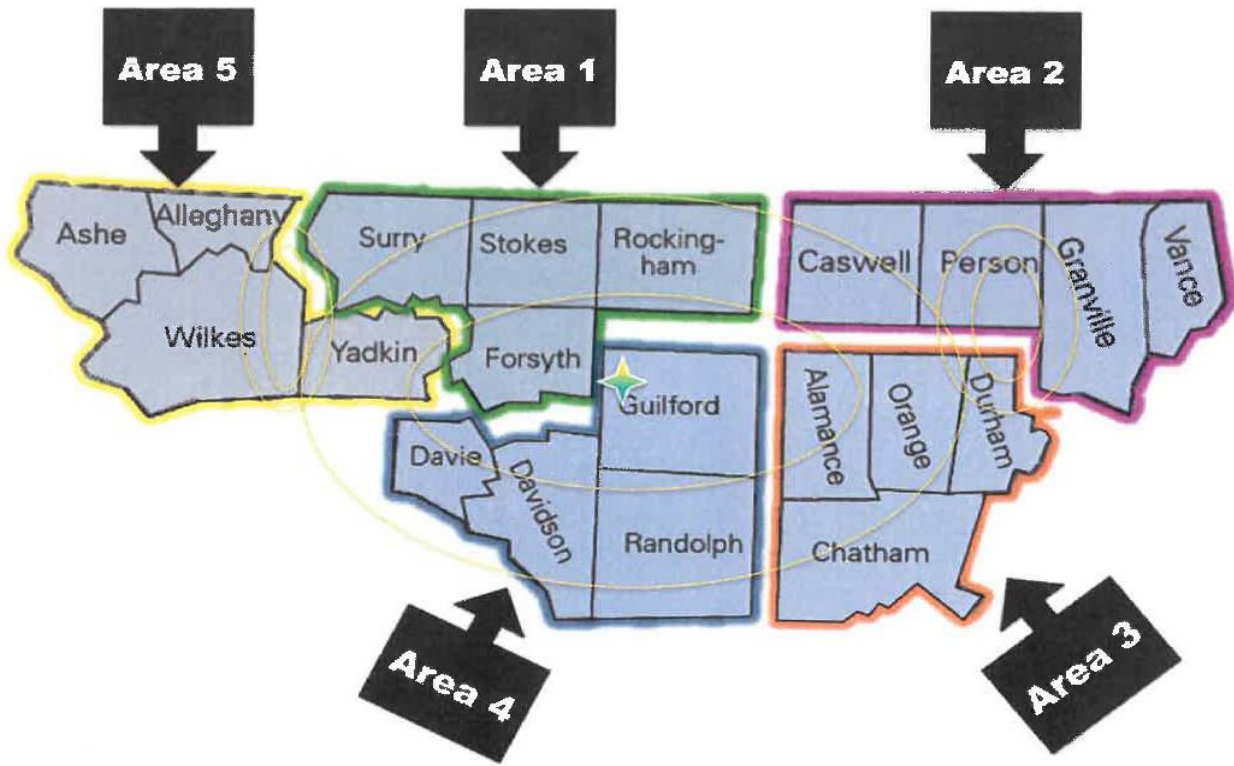 Area 5
Area 1
Area 2
Ashe
Alleghany
Wilkes
Yadkin
Surry
Stokes
Rocking-
ham
Forsyth
Caswell
Person
Granville
Vance
Guilford
Davie
Davidson
Randolph
Alamance
Orange
Durham
Chatham
Area 4
Area 3